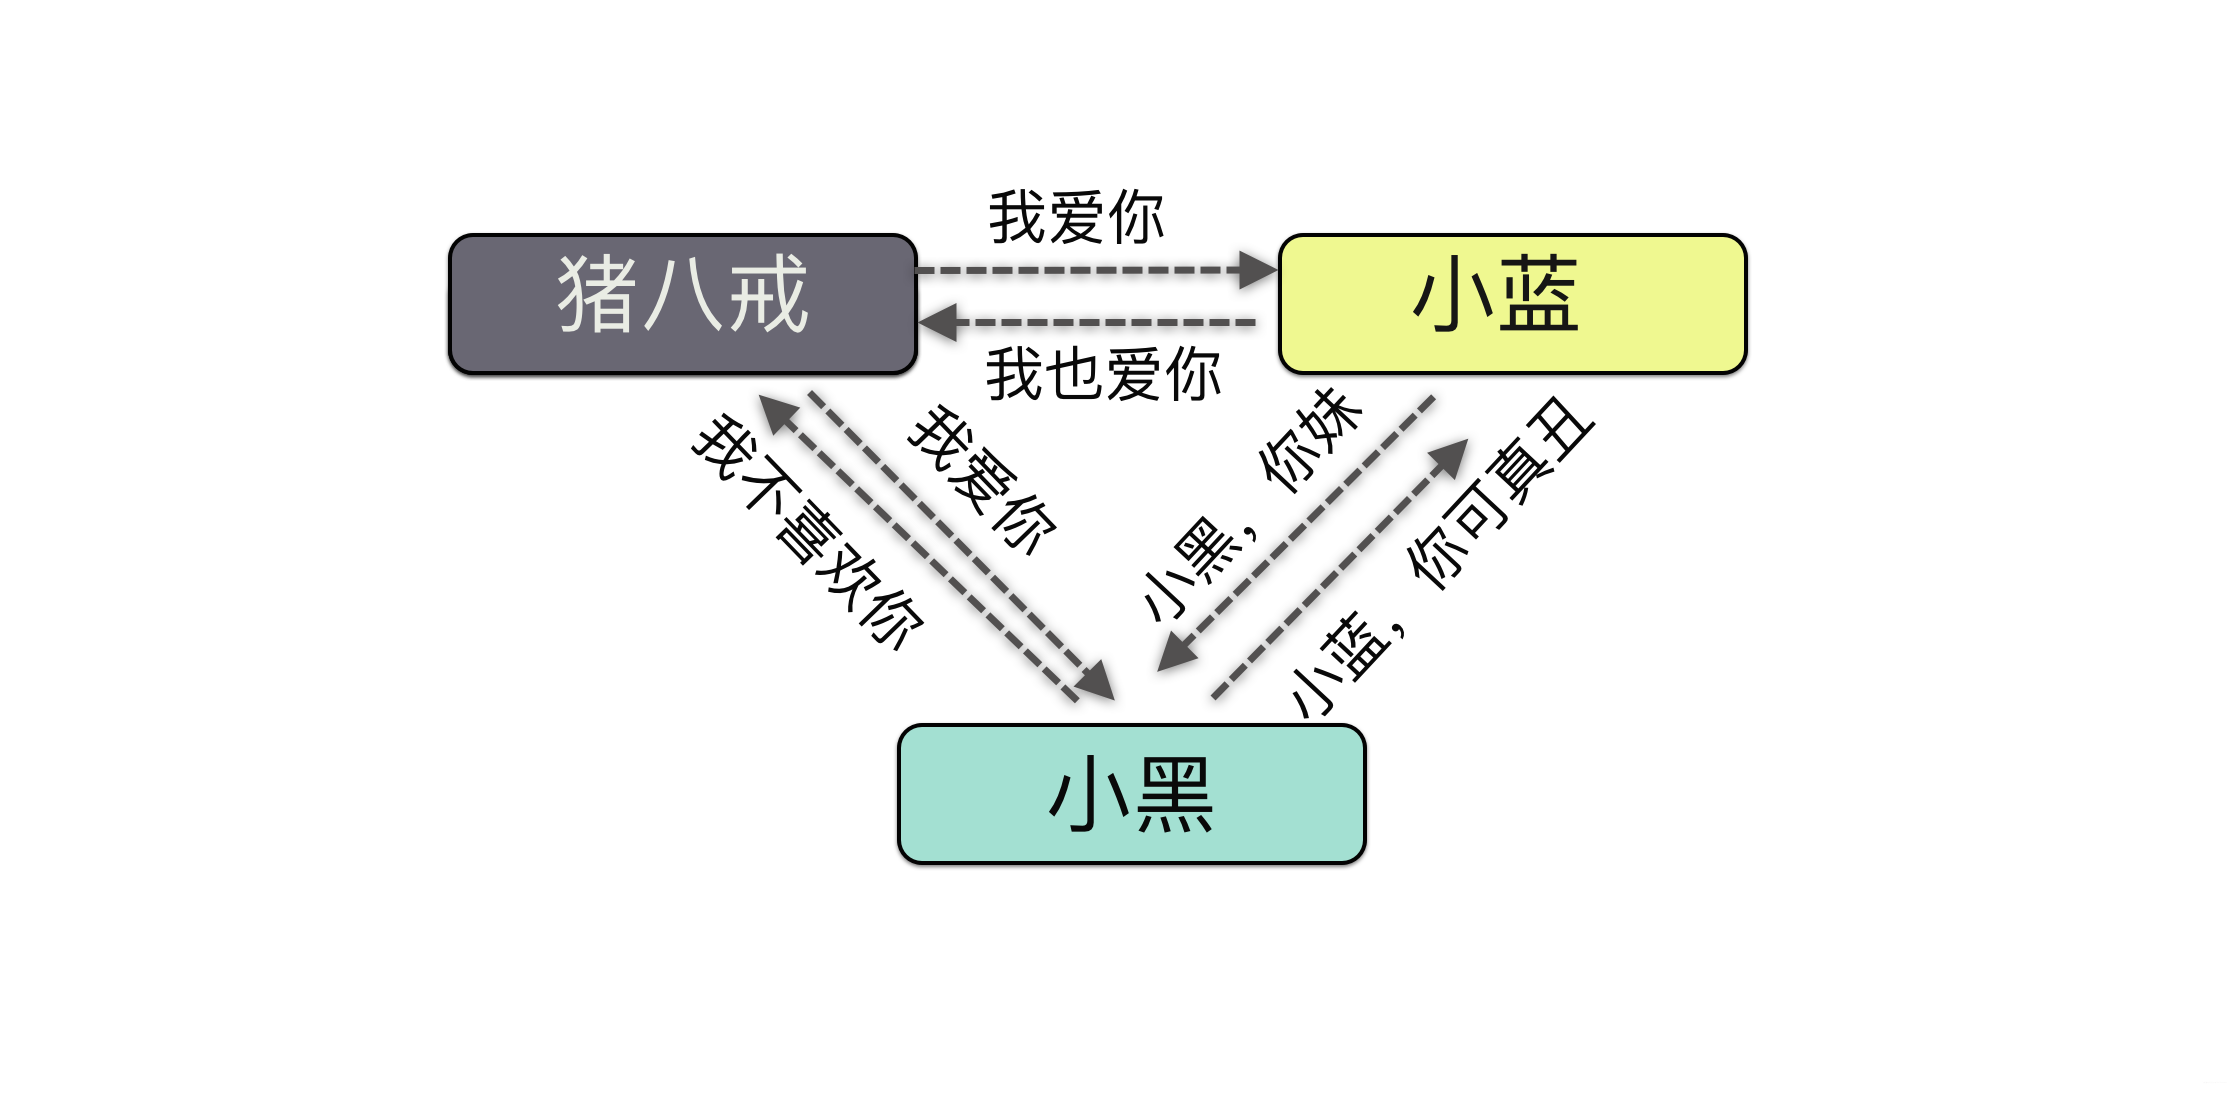 我爱你
猪八戒
小蓝
我也爱你
我不喜欢你
我爱你
小黑，你妹
小蓝，你可真丑
小黑